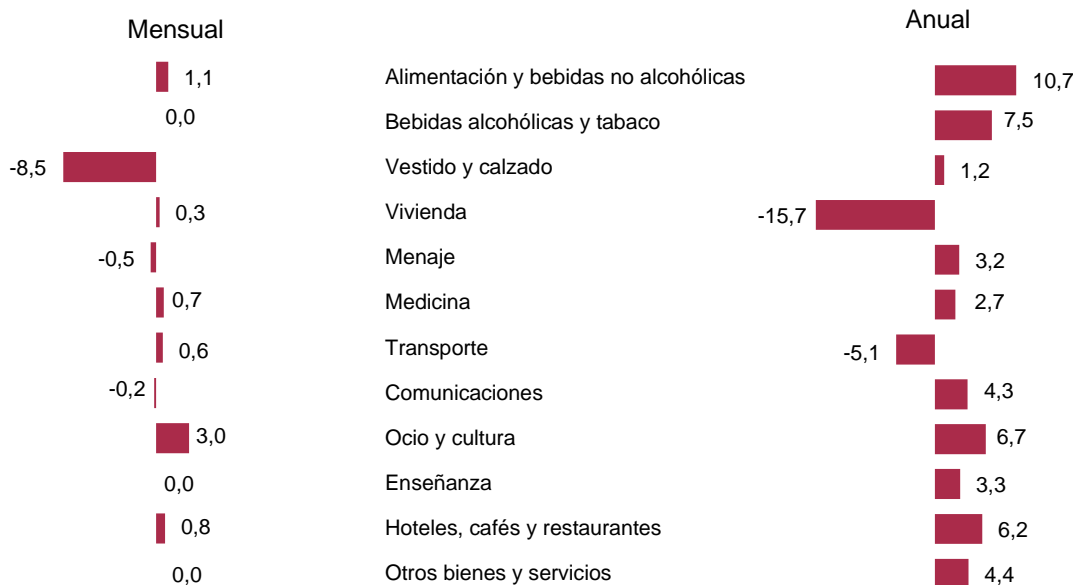 Mensual Anual
1,1 Alimentación y bebidas no alcohólicas 10,7
0,0 Bebidas alcohólicas y tabaco 7,5
-8,5 Vestido y calzado 1,2
0,3 Vivienda -15,7
-0,5 Menaje 3,2
0,7 Medicina 2,7
0,6 Transporte -5,1
-0,2 Comunicaciones 4,3
3,0 Ocio y cultura 6,7
0,0 Enseñanza 3,3
0,8 Hoteles, cafés y restaurantes 6,2
0,0 Otros bienes y servicios 4,4